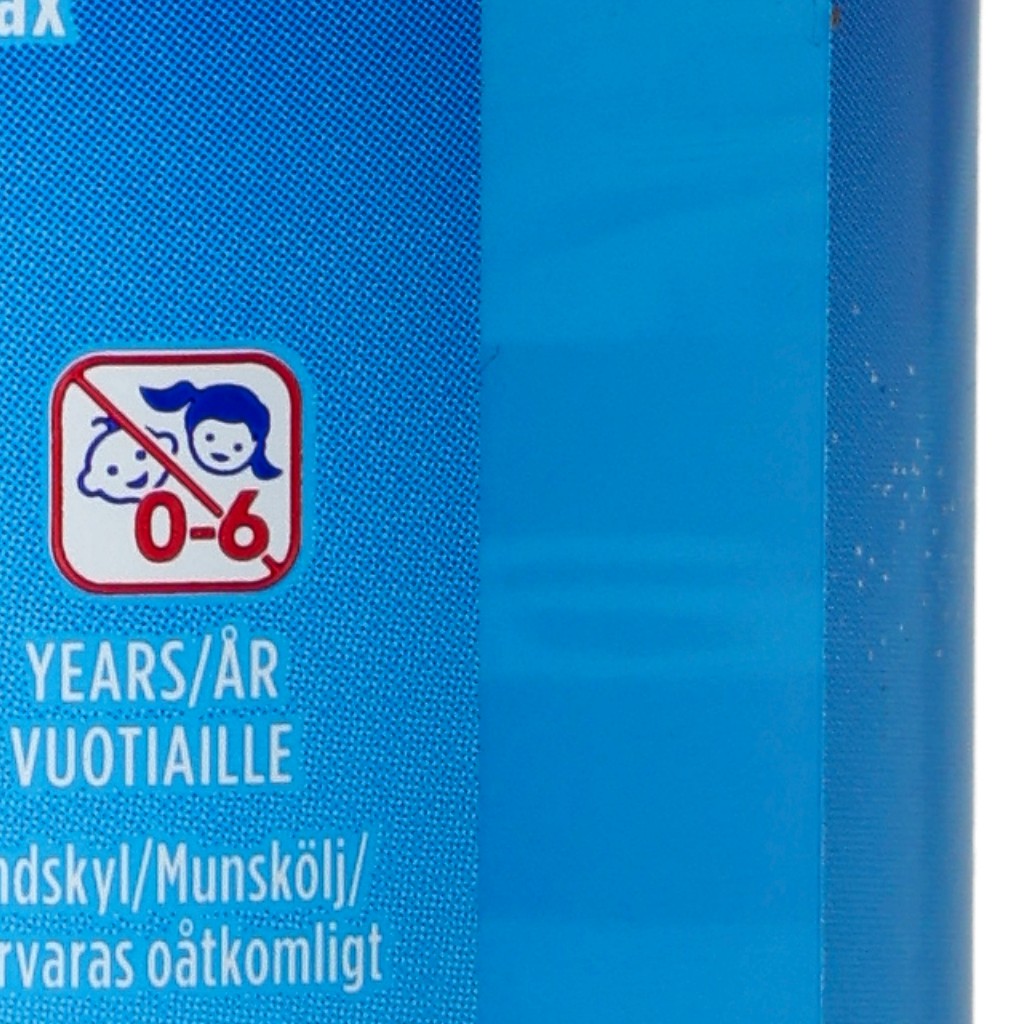 ax
0-6
YEARS/ÅR
VUOTIAILLE
ndskyl/Munskölj/
rvaras oåtkomligt